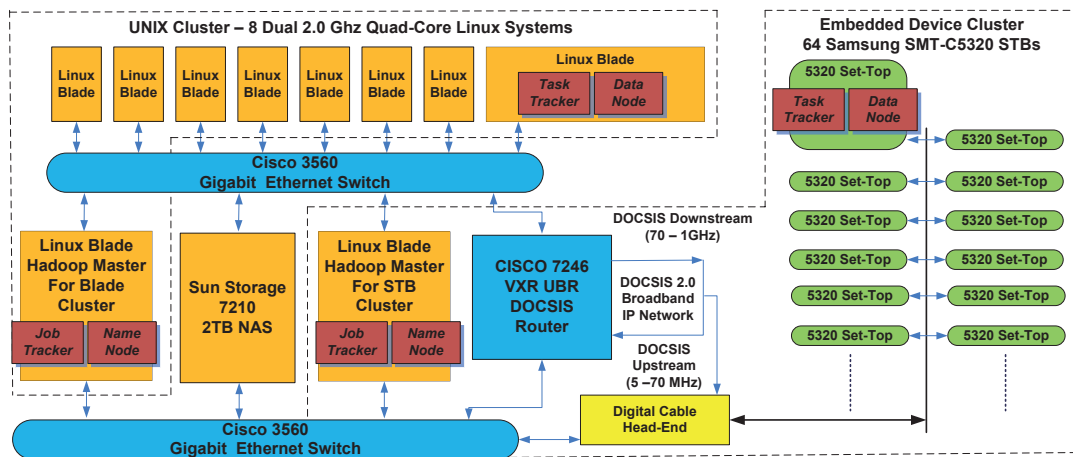 UNIX Cluster – 8 Dual 2.0 Ghz Quad-Core Linux Systems
Embedded Device Cluster
64 Samsung SMT-C5320 STBs
Linux
Blade
Linux
Blade
Linux
Blade
Linux
Blade
Linux
Blade
Linux
Blade
Linux
Blade
Linux Blade
Task
Tracker
Data
Node
5320 Set-Top
Task
Tracker
Data
Node
5320 Set-Top
5320 Set-Top
5320 Set-Top
5320 Set-Top
5320 Set-Top
5320 Set-Top
5320 Set-Top
5320 Set-Top
5320 Set-Top
5320 Set-Top
5320 Set-Top
Cisco 3560
Gigabit Ethernet Switch
Linux Blade
Hadoop Master
For Blade
Cluster
Job
Tracker
Name
Node
Sun Storage
7210
2TB NAS
Linux Blade
Hadoop Master
For STB
Cluster
Job
Tracker
Name
Node
CISCO 7246
VXR UBR
DOCSIS
Router
DOCSIS Downstream
(70 – 1GHz)
DOCSIS 2.0
Broadband
IP Network
DOCSIS
Upstream
(5 –70 MHz)
Digital Cable
Head-End
Cisco 3560
Gigabit Ethernet Switch